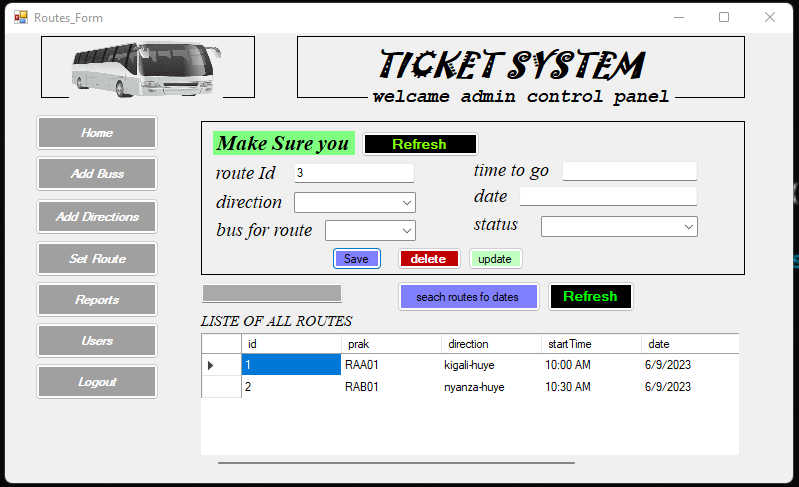 Routes_Form
TICKET SYSTEM
welcame admin control panel
Home
Add Buss
Add Directions
Set Route
Reports
Users
Logout
Make Sure you Refresh
route Id 3 time to go
direction date
bus for route status
Save delete update
seach routes fo dates Refresh
LISTE OF ALL ROUTES
id prak direction startTime date
1 RAA01 kigali-huye 10:00 AM 6/9/2023
2 RAB01 nyanza-huye 10:30 AM 6/9/2023